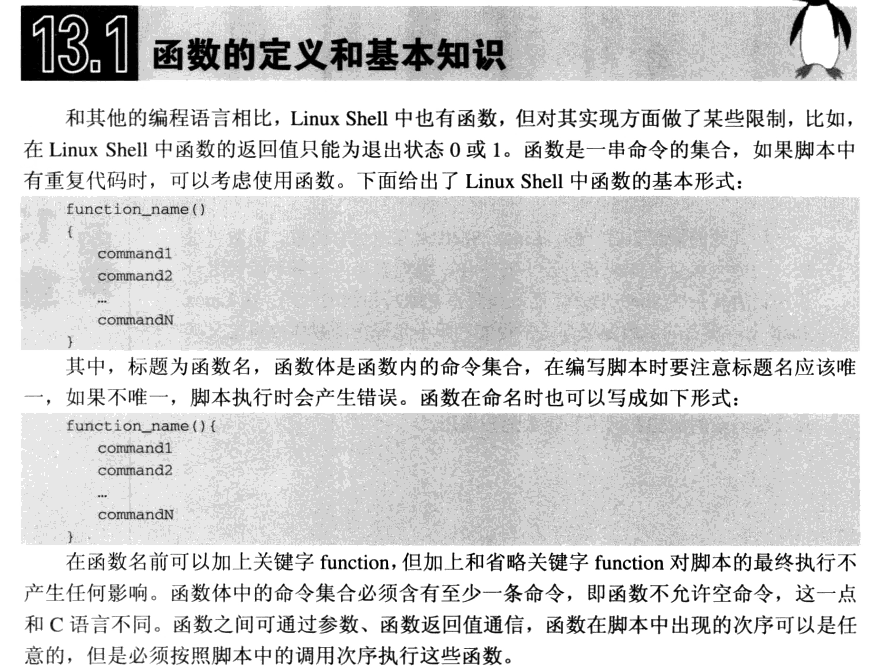 13.1 函数的定义和基本知识
和其他的编程语言相比，Linux Shell 中也有函数，但对其实现方面做了某些限制，比如，
在 Linux Shell 中函数的返回值只能为退出状态 0 或 1。函数是一串命令的集合，如果脚本中
有重复代码时，可以考虑使用函数。下面给出了 Linux Shell 中函数的基本形式：
function_name()
{
command1
command2
…
commandN
}
其中，标题为函数名，函数体是函数内的命令集合，在编写脚本时要注意标题名应该唯
一，如果不唯一，脚本执行时会产生错误。函数在命名时也可以写成如下形式：
function_name(){
command1
command2
…
commandN
}
在函数名前可以加上关键字 function，但加上和省略关键字 function 对脚本的最终执行不
产生任何影响。函数体中的命令集合必须含有至少一条命令，即函数不允许空命令，这一点
和 C 语言不同。函数之间可通过参数、函数返回值通信，函数在脚本中出现的次序可以是任
意的，但是必须按照脚本中的调用次序执行这些函数。